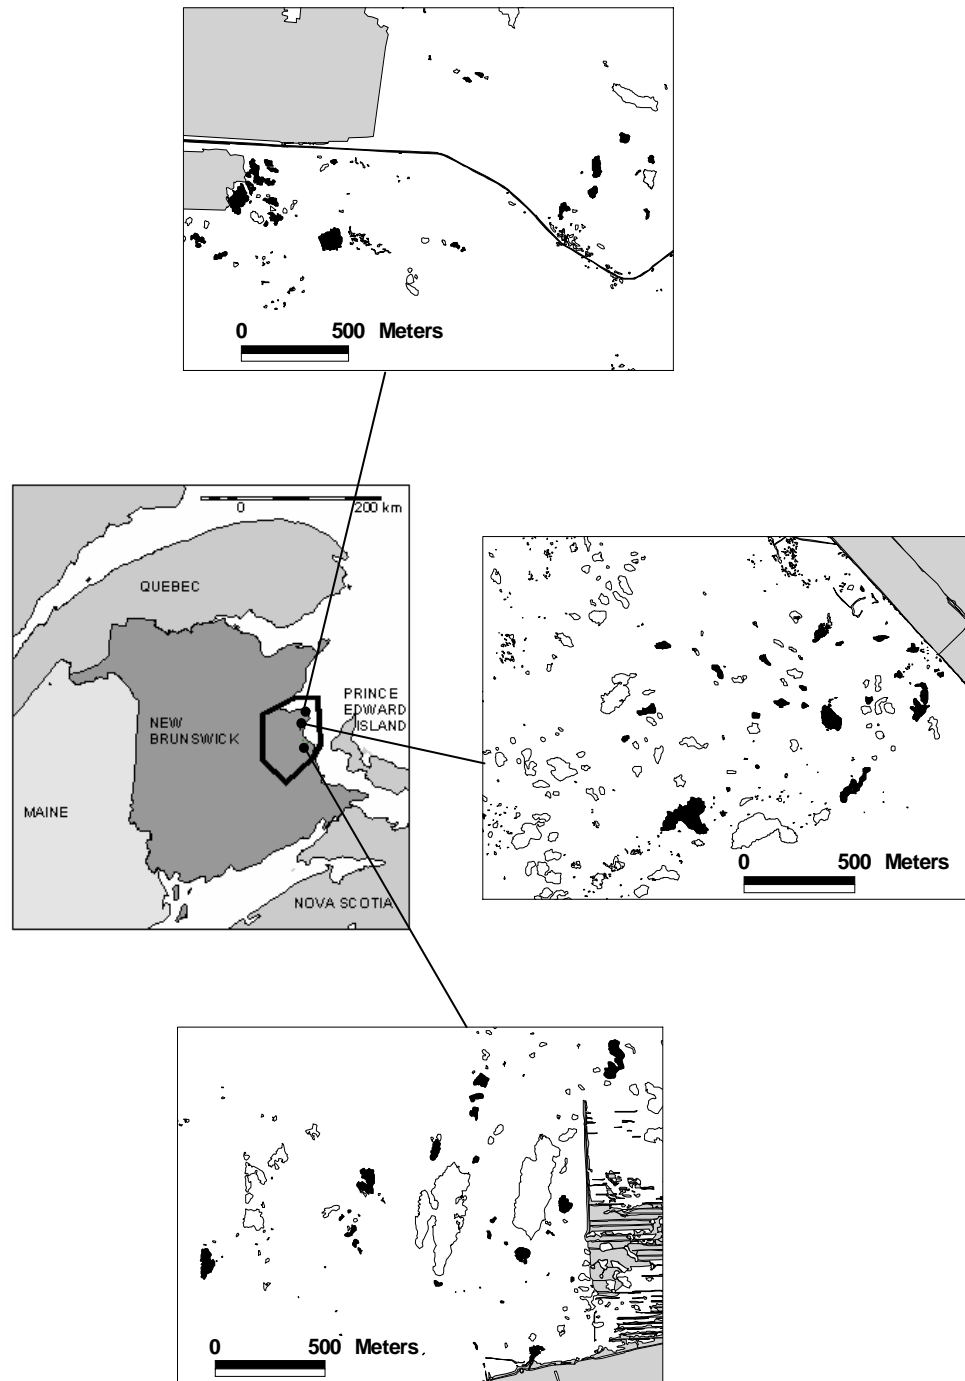 0 500 Meters
0 200 km
QUEBEC
PRINCE
EDWARD
ISLAND
NEW
BRUNSWICK
MAINE
NOVA SCOTIA
0 500 Meters
0 500 Meters